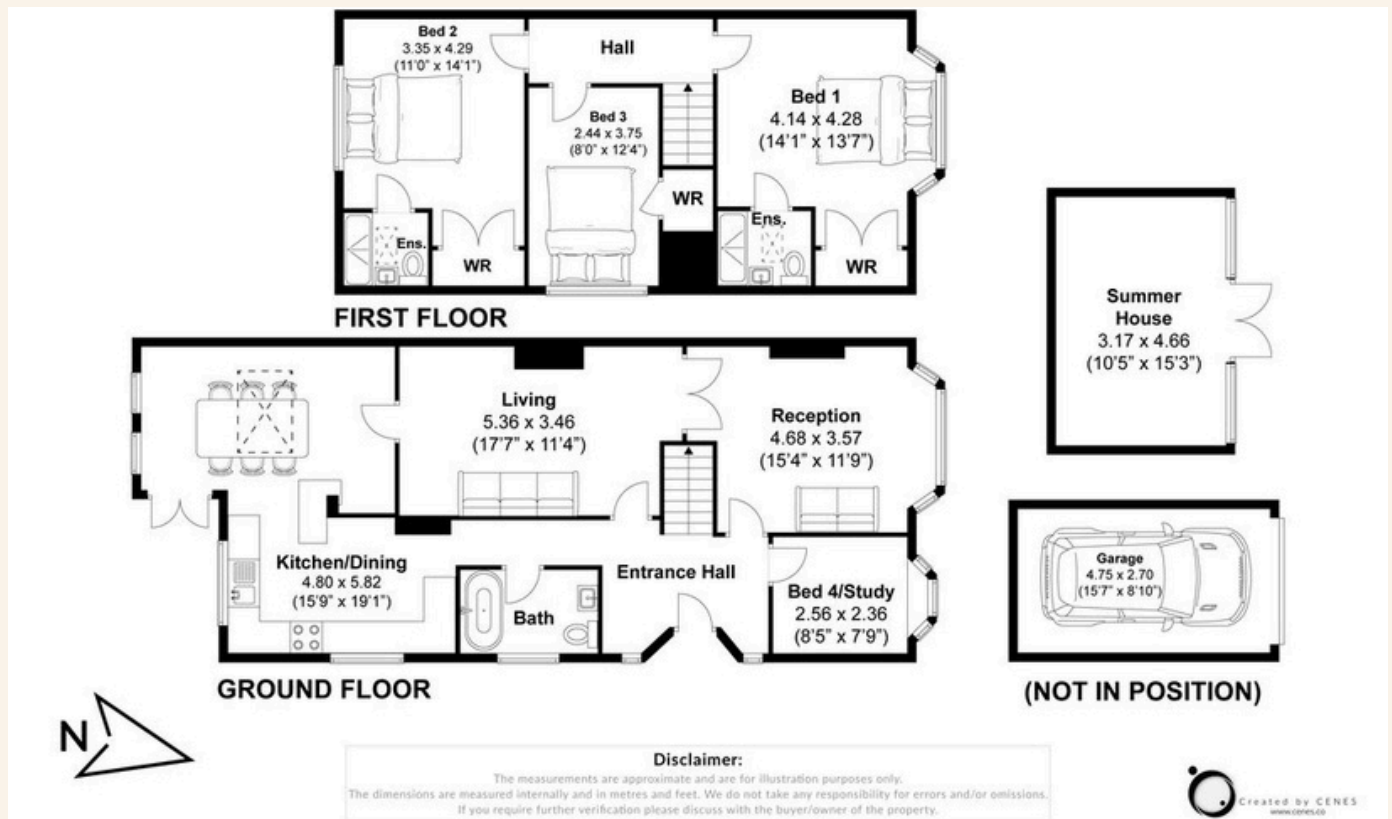 Bed 2
3.35 x 4.29
(11'0" x 14'1")
Hall
Bed 3
2.44 x 3.75
(8'0" x 12'4")
Bed 1
4.14 x 4.28
(14'1" x 13'7")
WR
Ens.
WR
Ens.
WR
FIRST FLOOR
Summer
House
3.17 x 4.66
(10'5" x 15'3")
Living
5.36 x 3.46
(17'7" x 11'4")
Reception
4.68 x 3.57
(15'4" x 11'9")
Kitchen/Dining
4.80 x 5.82
(15'9" x 19'1")
Bath
Entrance Hall
Bed 4/Study
2.56 x 2.36
(8'5" x 7'9")
GROUND FLOOR
Garage
4.75 x 2.70
(15'7" x 8'10")
(NOT IN POSITION)
N
Disclaimer:
The measurements are approximate and are for illustration purposes only.
The dimensions are measured internally and in metres and feet. We do not take any responsibility for errors and/or omissions.
If you require further verification please discuss with the buyer/owner of the property.
Created by CENES
www.cenes.co